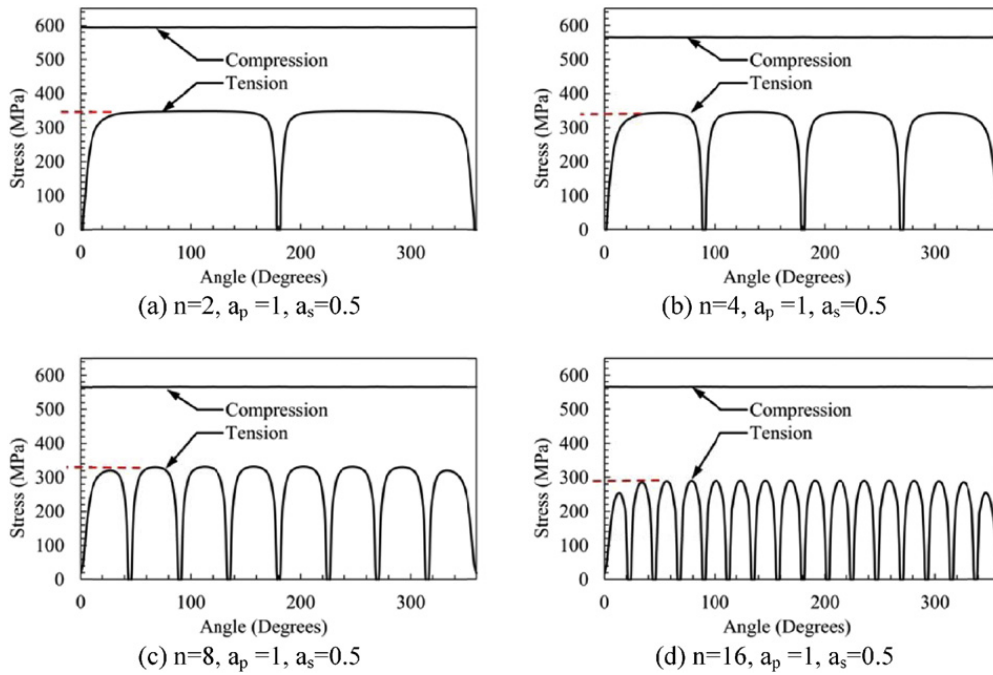 600
500
400
300
200
100
0
Stress (MPa)
Compression
Tension
0 100 200 300
Angle (Degrees)
(a) n=2, aₚ =1, aₛ=0.5
600
500
400
300
200
100
0
Stress (MPa)
Compression
Tension
0 100 200 300
Angle (Degrees)
(b) n=4, aₚ =1, aₛ=0.5
600
500
400
300
200
100
0
Stress (MPa)
Compression
Tension
0 100 200 300
Angle (Degrees)
(c) n=8, aₚ =1, aₛ=0.5
600
500
400
300
200
100
0
Stress (MPa)
Compression
Tension
0 100 200 300
Angle (Degrees)
(d) n=16, aₚ =1, aₛ=0.5